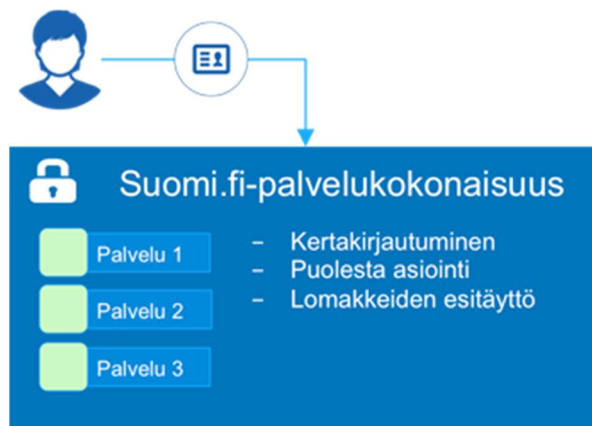 Suomi.fi-palvelukokonaisuus
Palvelu 1
Palvelu 2
Palvelu 3
– Kertakirjautuminen
– Puolesta asiointi
– Lomakkeiden esitäyttö